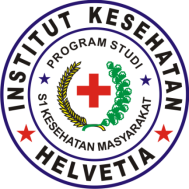 INSTITUT KESEHATAN
HELVETIA
PROGRAM STUDI
S1 KESEHATAN MASYARAKAT